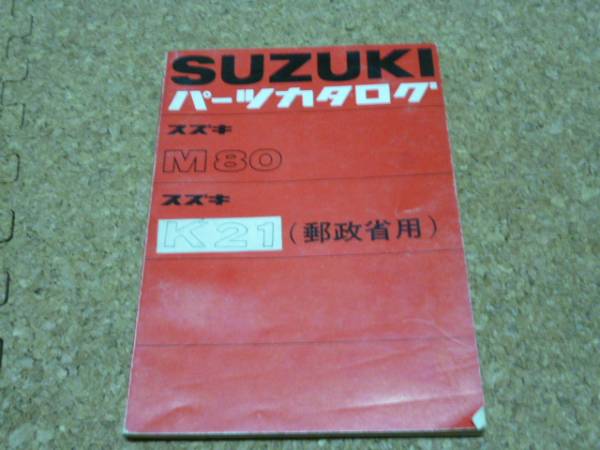 SUZUKI
パーツカタログ
スズキ
M80
スズキ
K21(郵政省用)